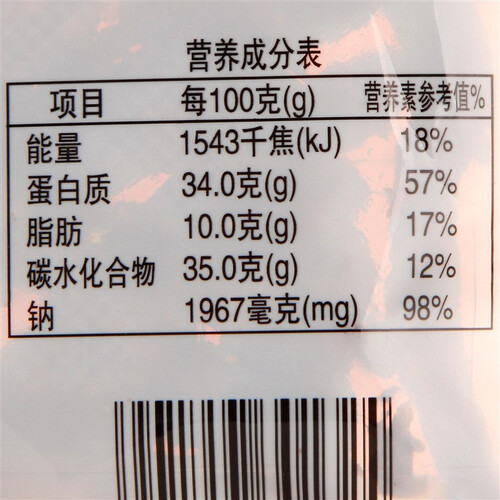 营养成分表
项目 每100克(g) 营养素参考值%
能量 1543千焦(kJ) 18%
蛋白质 34.0克(g) 57%
脂肪 10.0克(g) 17%
碳水化合物 35.0克(g) 12%
钠 1967毫克(mg) 98%